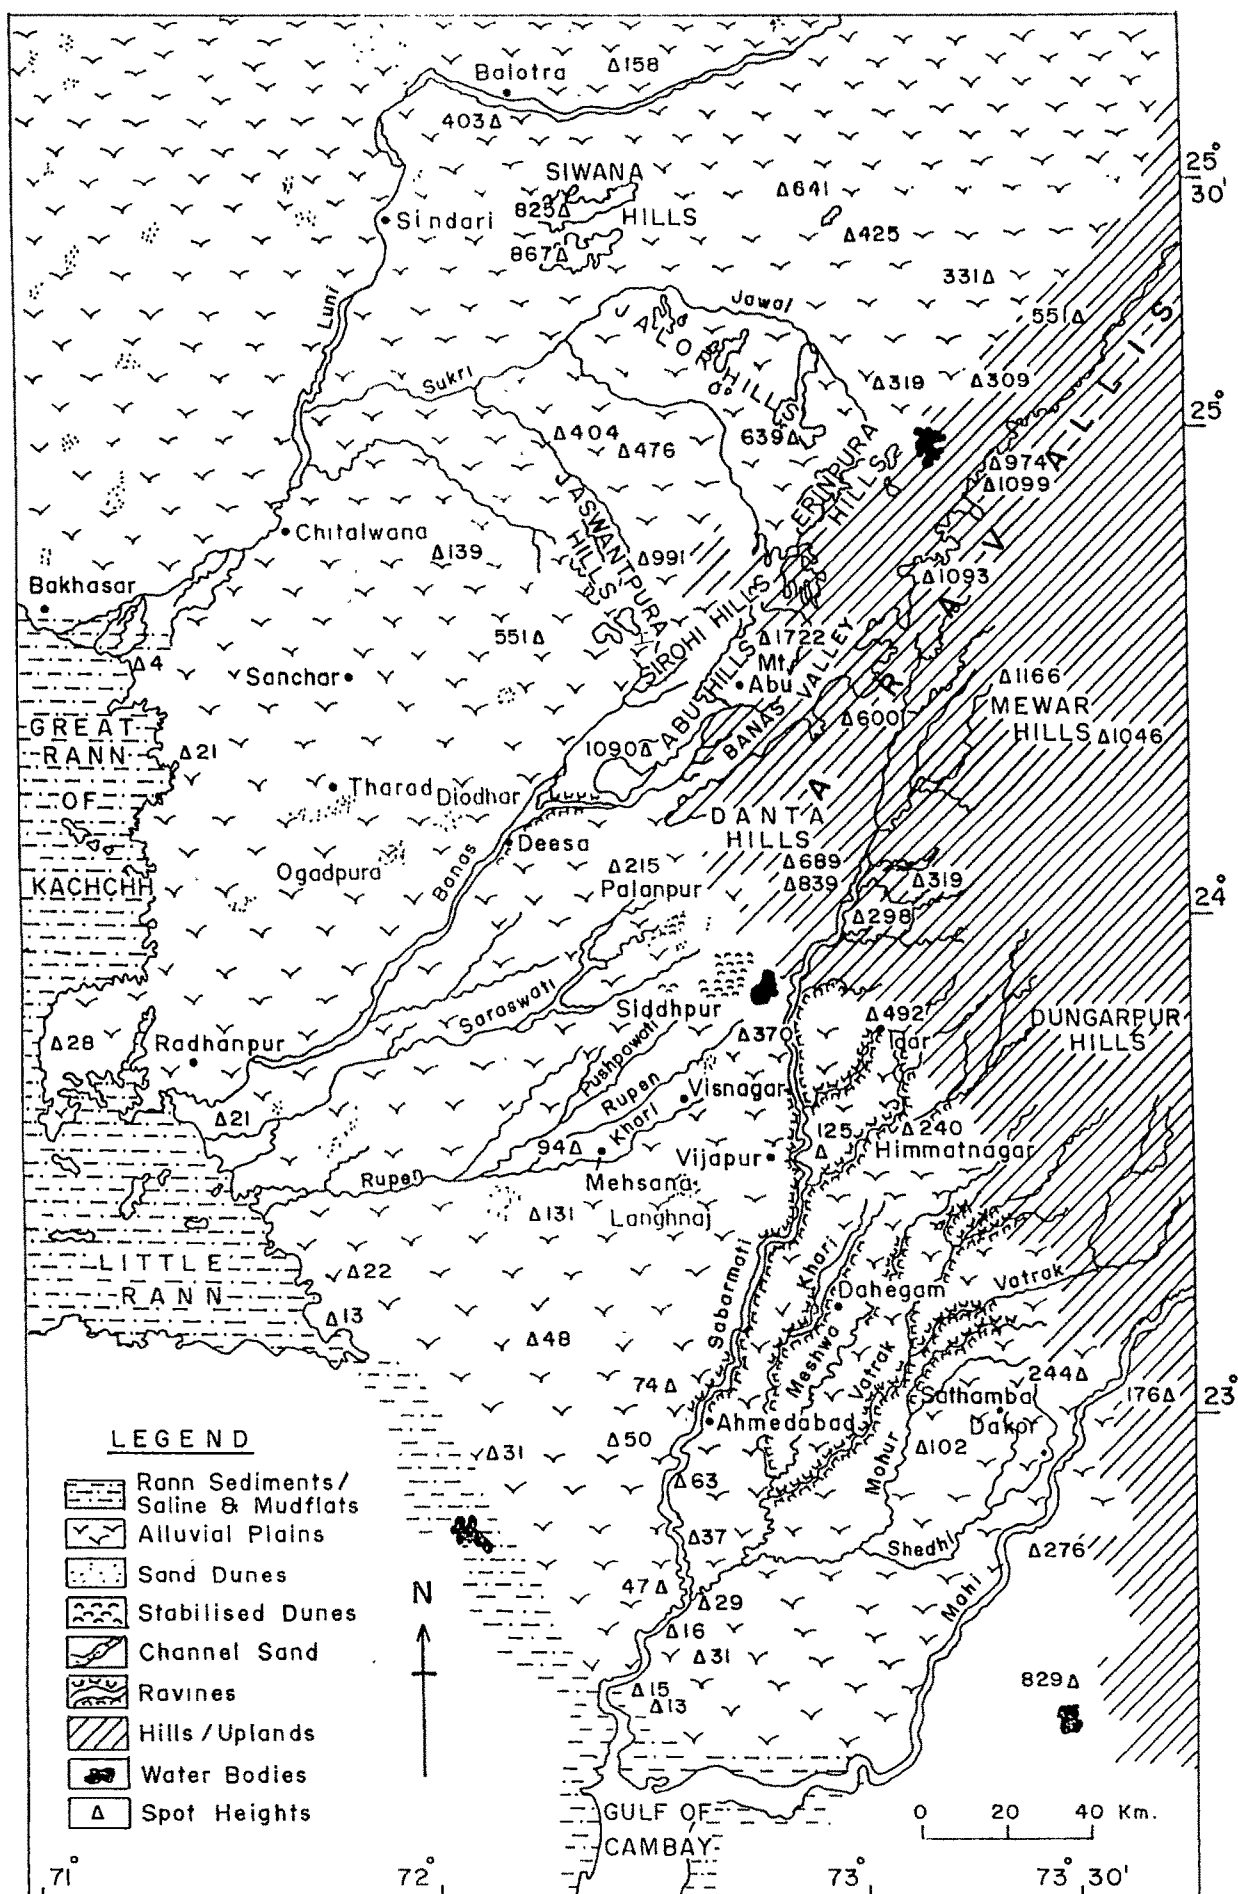 Balotra
Δ158
403Δ
25°
30'
SIWANA
HILLS
Δ641
825Δ
Sindari
Δ425
867Δ
331Δ
Luni
Jawal
551Δ
JALOR HILLS
Sukri
Δ319
Δ309
25°
Δ404
Δ476
639Δ
ERINPURA
HILLS
Δ974
Δ1099
ARAVALLIS
JASWANTPURA
HILLS
Chitalwana
Δ139
Δ991
Δ1093
Bakhasar
551Δ
SIROHI HILLS
Δ1722
Mt.
Abu
Δ4
Sanchar
ABU HILLS
BANAS VALLEY
Δ1166
MEWAR
HILLS
Δ1046
Δ600
GREAT
RANN
OF
KACHCHH
Δ21
1090Δ
Tharad
Diodhar
DANTA
HILLS
Deesa
Banas
Ogadpura
Δ215
Palanpur
Δ689
Δ839
Δ319
24°
Δ298
Saraswati
Siddhpur
Δ370
Δ492
Idar
DUNGARPUR
HILLS
Δ28
Radhanpur
Pushpawati
Rupen
Visnagar
Δ21
Khari
94Δ
125
Δ
Δ240
Himmatnagar
Vijapur
Rupen
Mehsana
Δ131
Langhnaj
LITTLE
RANN
Δ22
Δ13
Sabarmati
Khari
Dahegam
Vatrak
Δ48
Meshwa
Vatrak
74Δ
244Δ
176Δ
23°
Sathamba
Dakor
Ahmedabad
Δ50
Δ31
Δ102
Mohur
Δ63
Δ37
Shedhi
Δ276
47Δ
Δ29
Mahi
Δ16
Δ31
Δ15
Δ13
829Δ
LEGEND
Rann Sediments/
Saline & Mudflats
Alluvial Plains
Sand Dunes
Stabilised Dunes
Channel Sand
Ravines
Hills/Uplands
Water Bodies
Δ Spot Heights
N
GULF OF
CAMBAY
0 20 40 Km.
71° 72° 73° 73° 30'